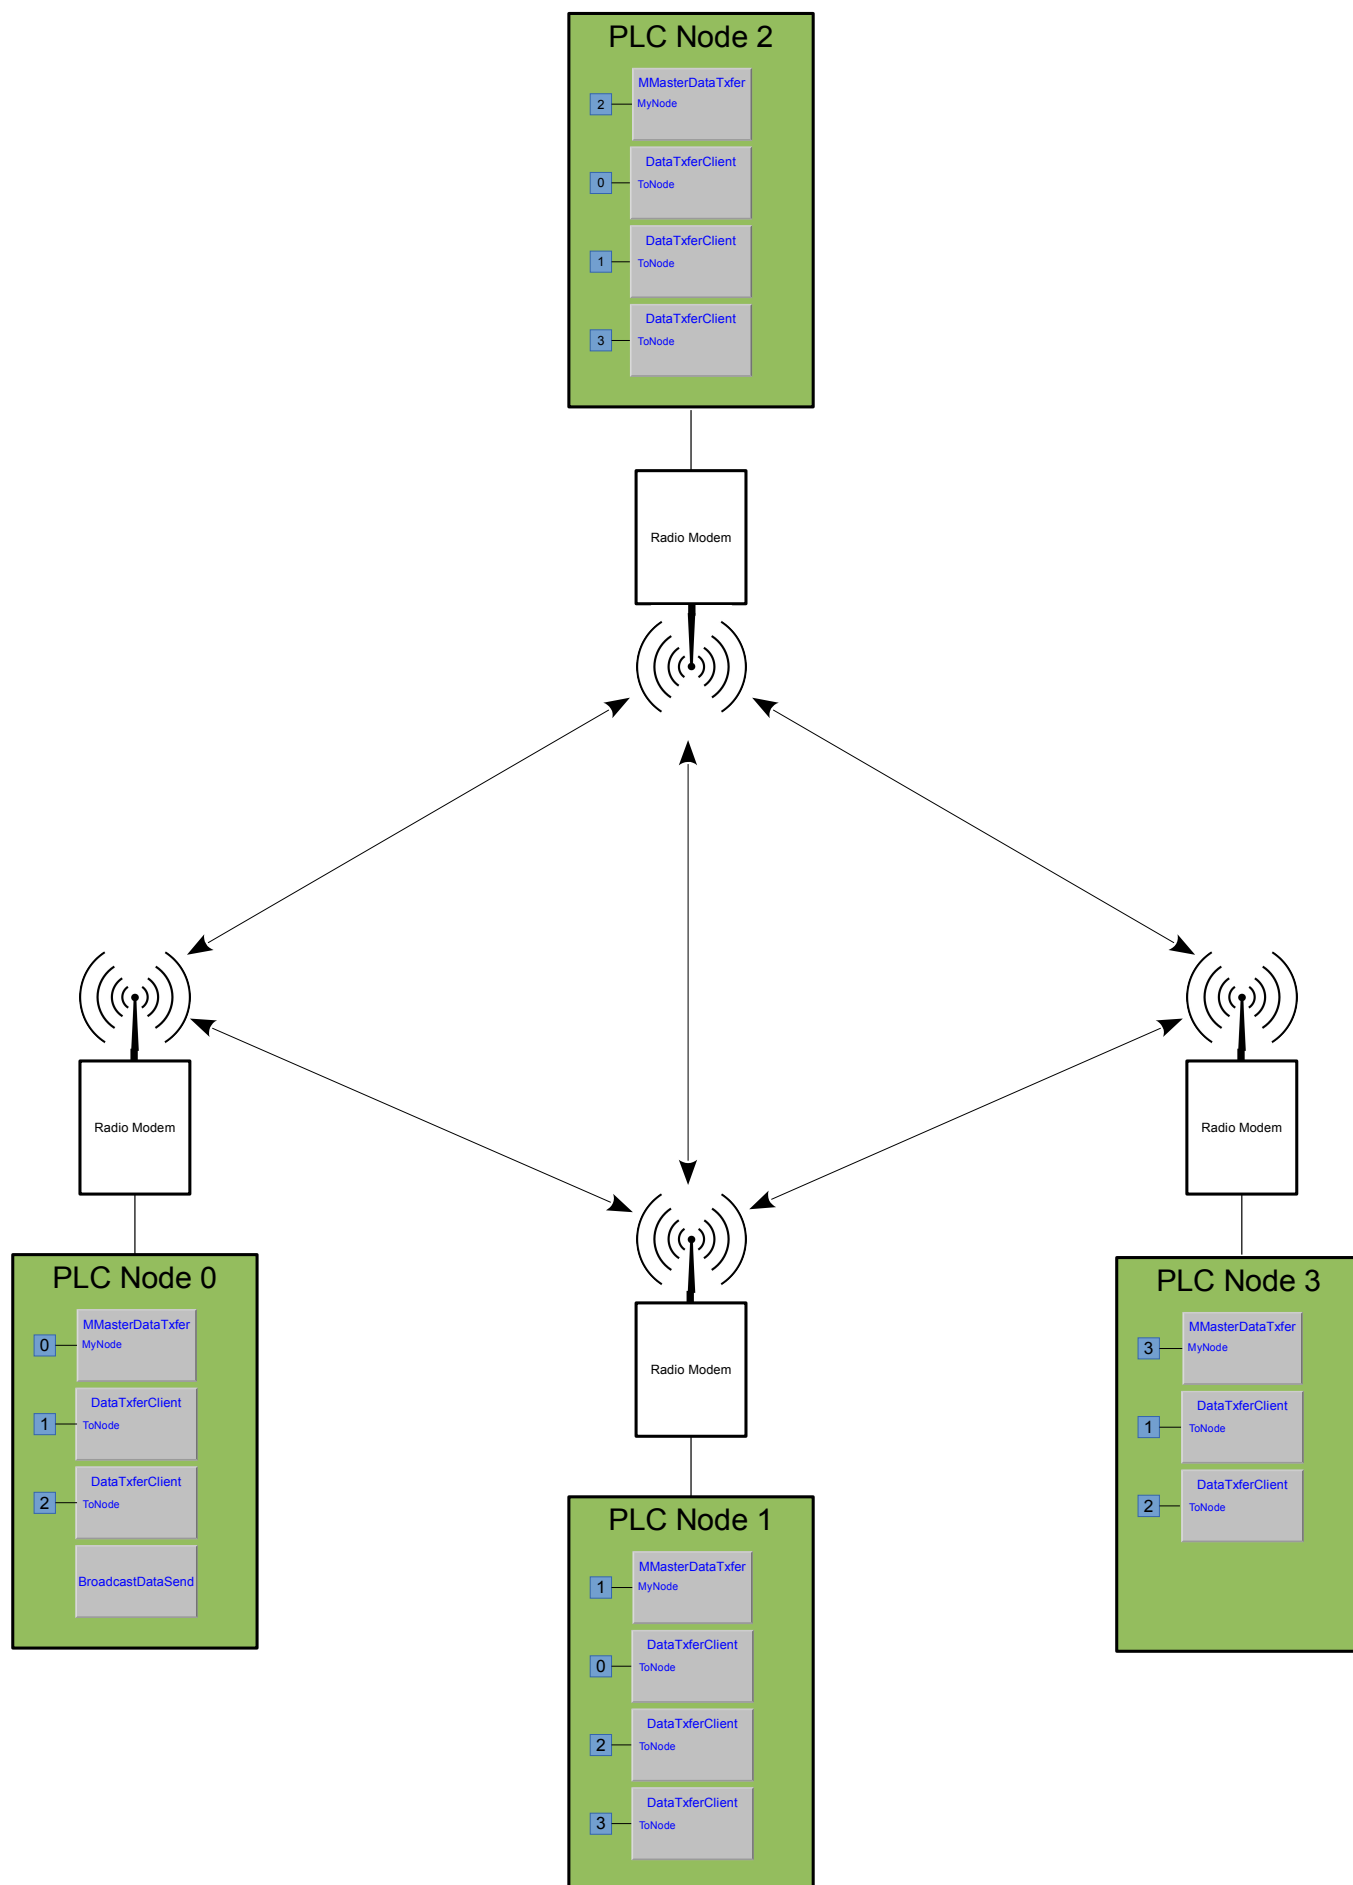 PLC Node 2
MMasterDataTxfer
2
MyNode
DataTxferClient
0
ToNode
DataTxferClient
1
ToNode
DataTxferClient
3
ToNode
Radio Modem
Radio Modem
PLC Node 0
MMasterDataTxfer
0
MyNode
DataTxferClient
1
ToNode
DataTxferClient
2
ToNode
BroadcastDataSend
Radio Modem
PLC Node 1
MMasterDataTxfer
1
MyNode
DataTxferClient
0
ToNode
DataTxferClient
2
ToNode
DataTxferClient
3
ToNode
Radio Modem
PLC Node 3
MMasterDataTxfer
3
MyNode
DataTxferClient
1
ToNode
DataTxferClient
2
ToNode